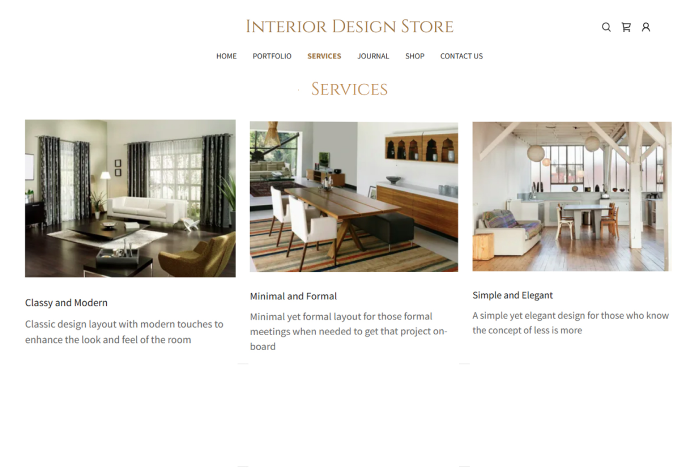 INTERIOR DESIGN STORE
HOME PORTFOLIO SERVICES JOURNAL SHOP CONTACT US
SERVICES
Classy and Modern
Classic design layout with modern touches to
enhance the look and feel of the room
Minimal and Formal
Minimal yet formal layout for those formal
meetings when needed to get that project on-
board
Simple and Elegant
A simple yet elegant design for those who know
the concept of less is more